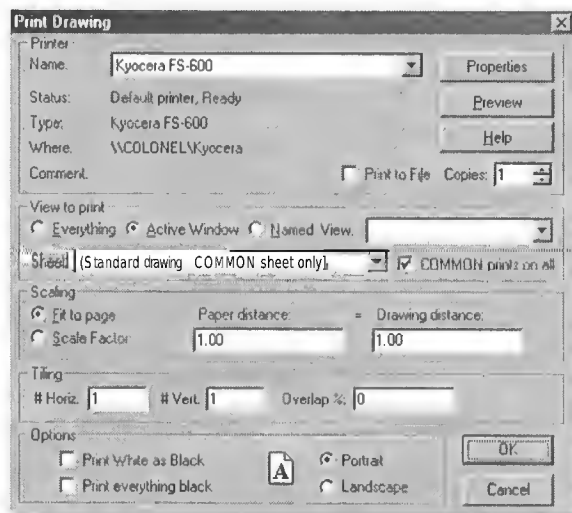 Print Drawing
Printer
Name. Kyocera FS-600 Properties
Status: Default printer, Ready Preview
Type: Kyocera FS-600
Where. \\COLONEL\Kyocera Help
Comment. Print to File Copies: 1
View to print
Everything Active Window Named View.
Sheet (Standard drawing COMMON sheet only] COMMON prints on all
Scaling
Fit to page Paper distance: = Drawing distance:
Scale Factor 1.00 1.00
Tiling
# Horiz. 1 # Vert. 1 Overlap %: 0
Options
Print White as Black A Portrait OK
Print everything black Landscape Cancel